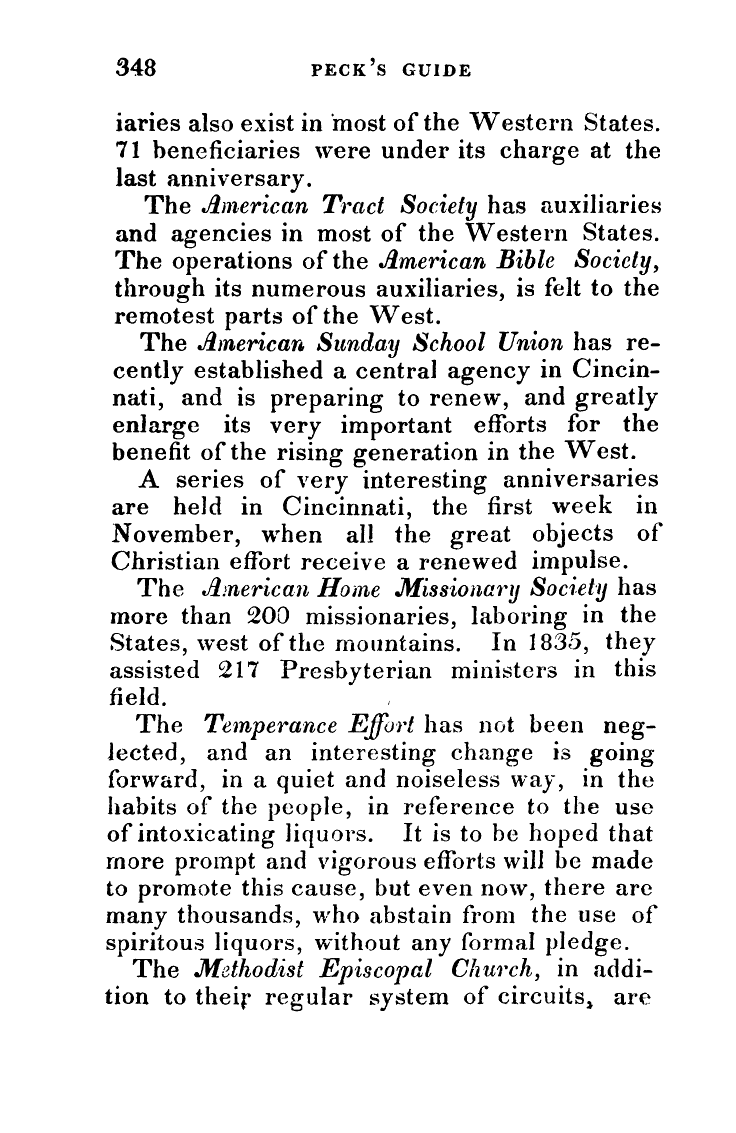 348 PECK'S GUIDE
iaries also exist in most of the Western States.
71 beneficiaries were under its charge at the
last anniversary.
The American Tract Society has auxiliaries
and agencies in most of the Western States.
The operations of the American Bible Society,
through its numerous auxiliaries, is felt to the
remotest parts of the West.
The American Sunday School Union has re-
cently established a central agency in Cincin-
nati, and is preparing to renew, and greatly
enlarge its very important efforts for the
benefit of the rising generation in the West.
A series of very interesting anniversaries
are held in Cincinnati, the first week in
November, when all the great objects of
Christian effort receive a renewed impulse.
The American Home Missionary Society has
more than 200 missionaries, laboring in the
States, west of the mountains. In 1835, they
assisted 217 Presbyterian ministers in this
field.
The Temperance Effort has not been neg-
lected, and an interesting change is going
forward, in a quiet and noiseless way, in the
habits of the people, in reference to the use
of intoxicating liquors. It is to be hoped that
more prompt and vigorous efforts will be made
to promote this cause, but even now, there are
many thousands, who abstain from the use of
spiritous liquors, without any formal pledge.
The Methodist Episcopal Church, in addi-
tion to their regular system of circuits, are